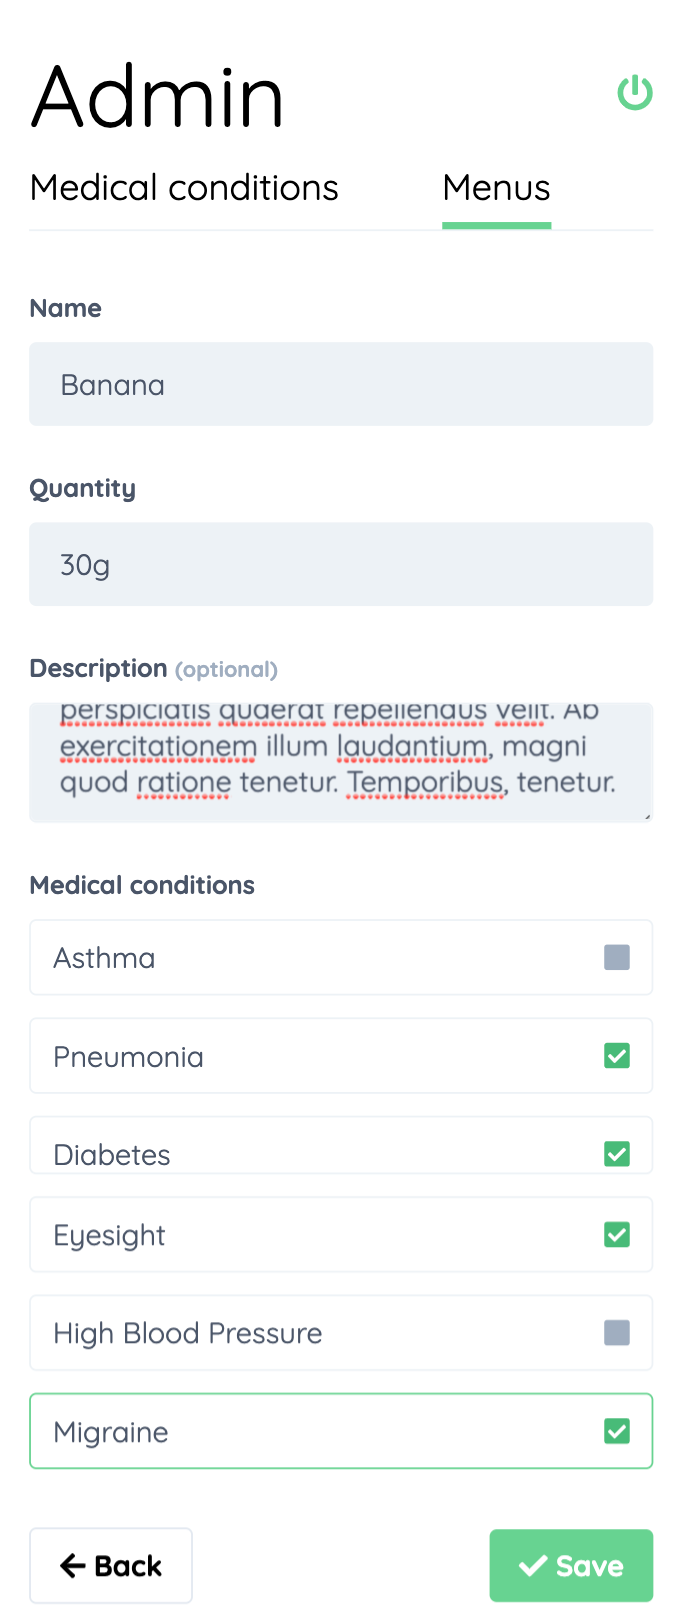 Admin
Medical conditions Menus
Name
Banana
Quantity
30g
Description (optional)
perspiciatis quaerat repellendus velit. Ab
exercitationem illum laudantium, magni
quod ratione tenetur. Temporibus, tenetur.
Medical conditions
Asthma
Pneumonia
Diabetes
Eyesight
High Blood Pressure
Migraine
Back Save